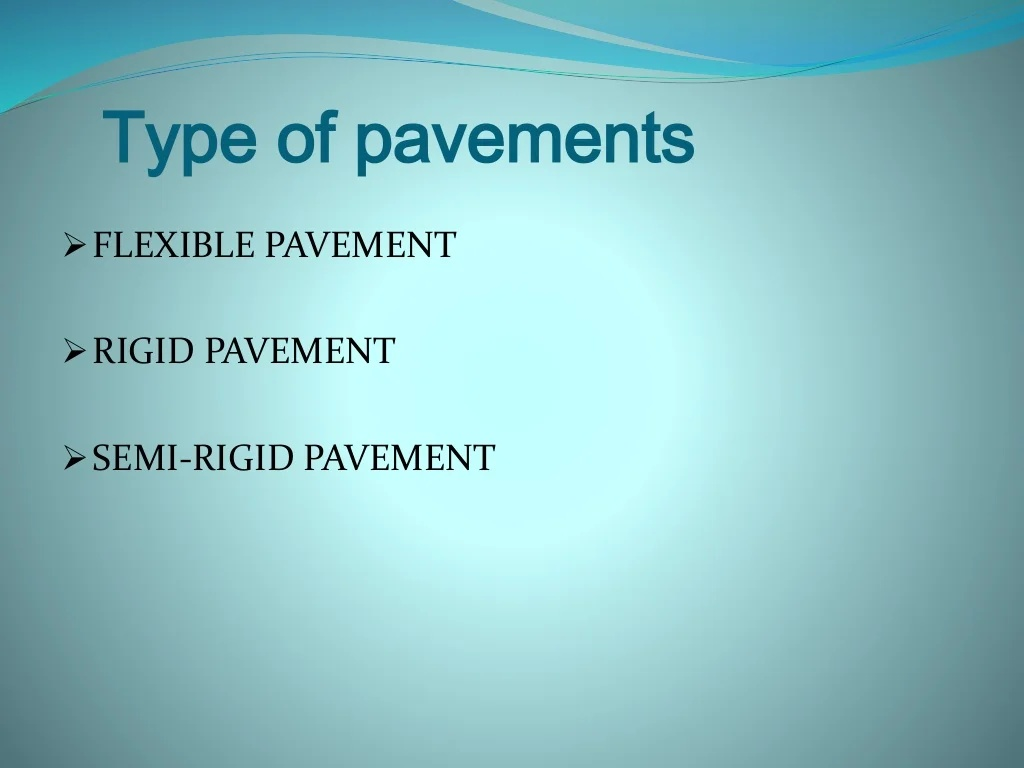 Type of pavements
➢FLEXIBLE PAVEMENT
➢RIGID PAVEMENT
➢SEMI-RIGID PAVEMENT